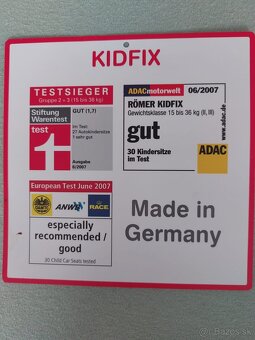 KIDFIX
TESTSIEGER
Gruppe 2 + 3 (15 bis 36 kg)
Stiftung
Warentest
test
GUT (1,7)
Im Test:
27 Autokindersitze
1 sehr gut
Ausgabe
6/2007
ADACmotorwelt 06/2007
RÖMER KIDFIX
Gewichtsklasse 15 bis 36 kg (II, III)
gut
30 Kindersitze
im Test
www.adac.de
ADAC
European Test June 2007
ANWB
RACE
especially
recommended /
good
30 Child Car Seats tested
Made in
Germany
bazos.sk